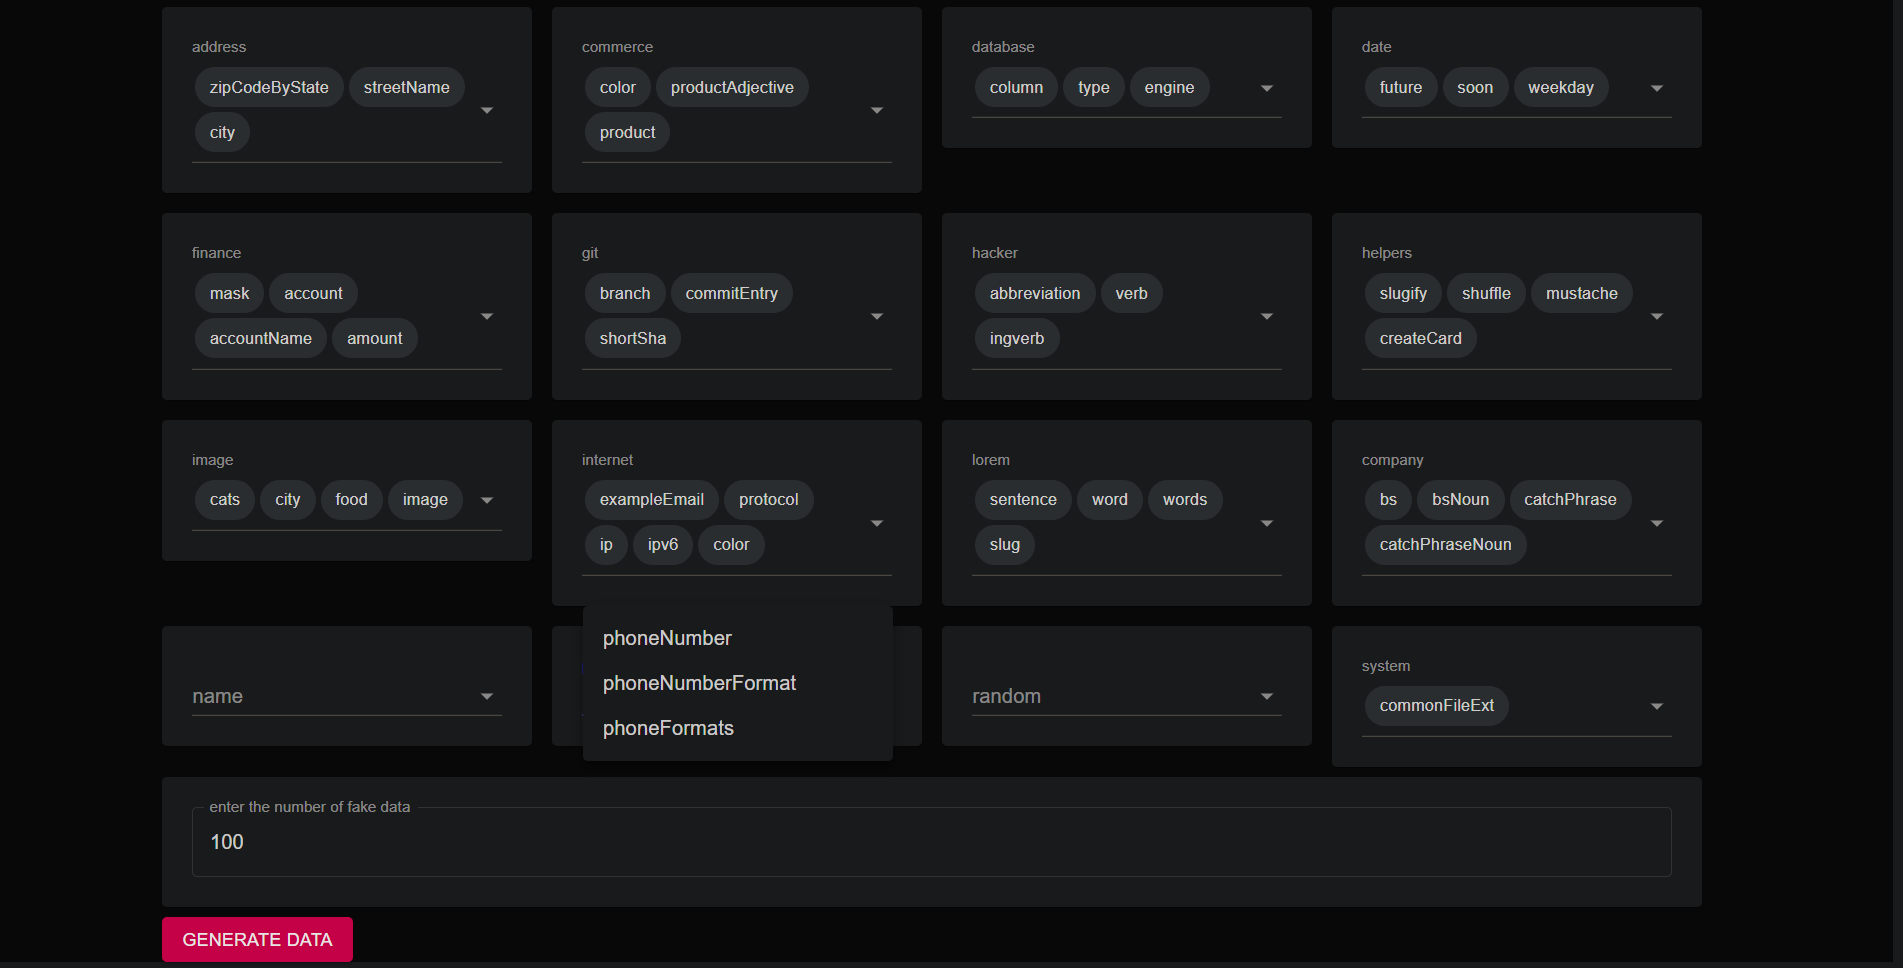 address
zipCodeByState streetName
city
commerce
color productAdjective
product
database
column type engine
date
future soon weekday
finance
mask account
accountName amount
git
branch commitEntry
shortSha
hacker
abbreviation verb
ingverb
helpers
slugify shuffle mustache
createCard
image
cats city food image
internet
exampleEmail protocol
ip ipv6 color
lorem
sentence word words
slug
company
bs bsNoun catchPhrase
catchPhraseNoun
name
phoneNumber
phoneNumberFormat
phoneFormats
random
system
commonFileExt
enter the number of fake data
100
GENERATE DATA